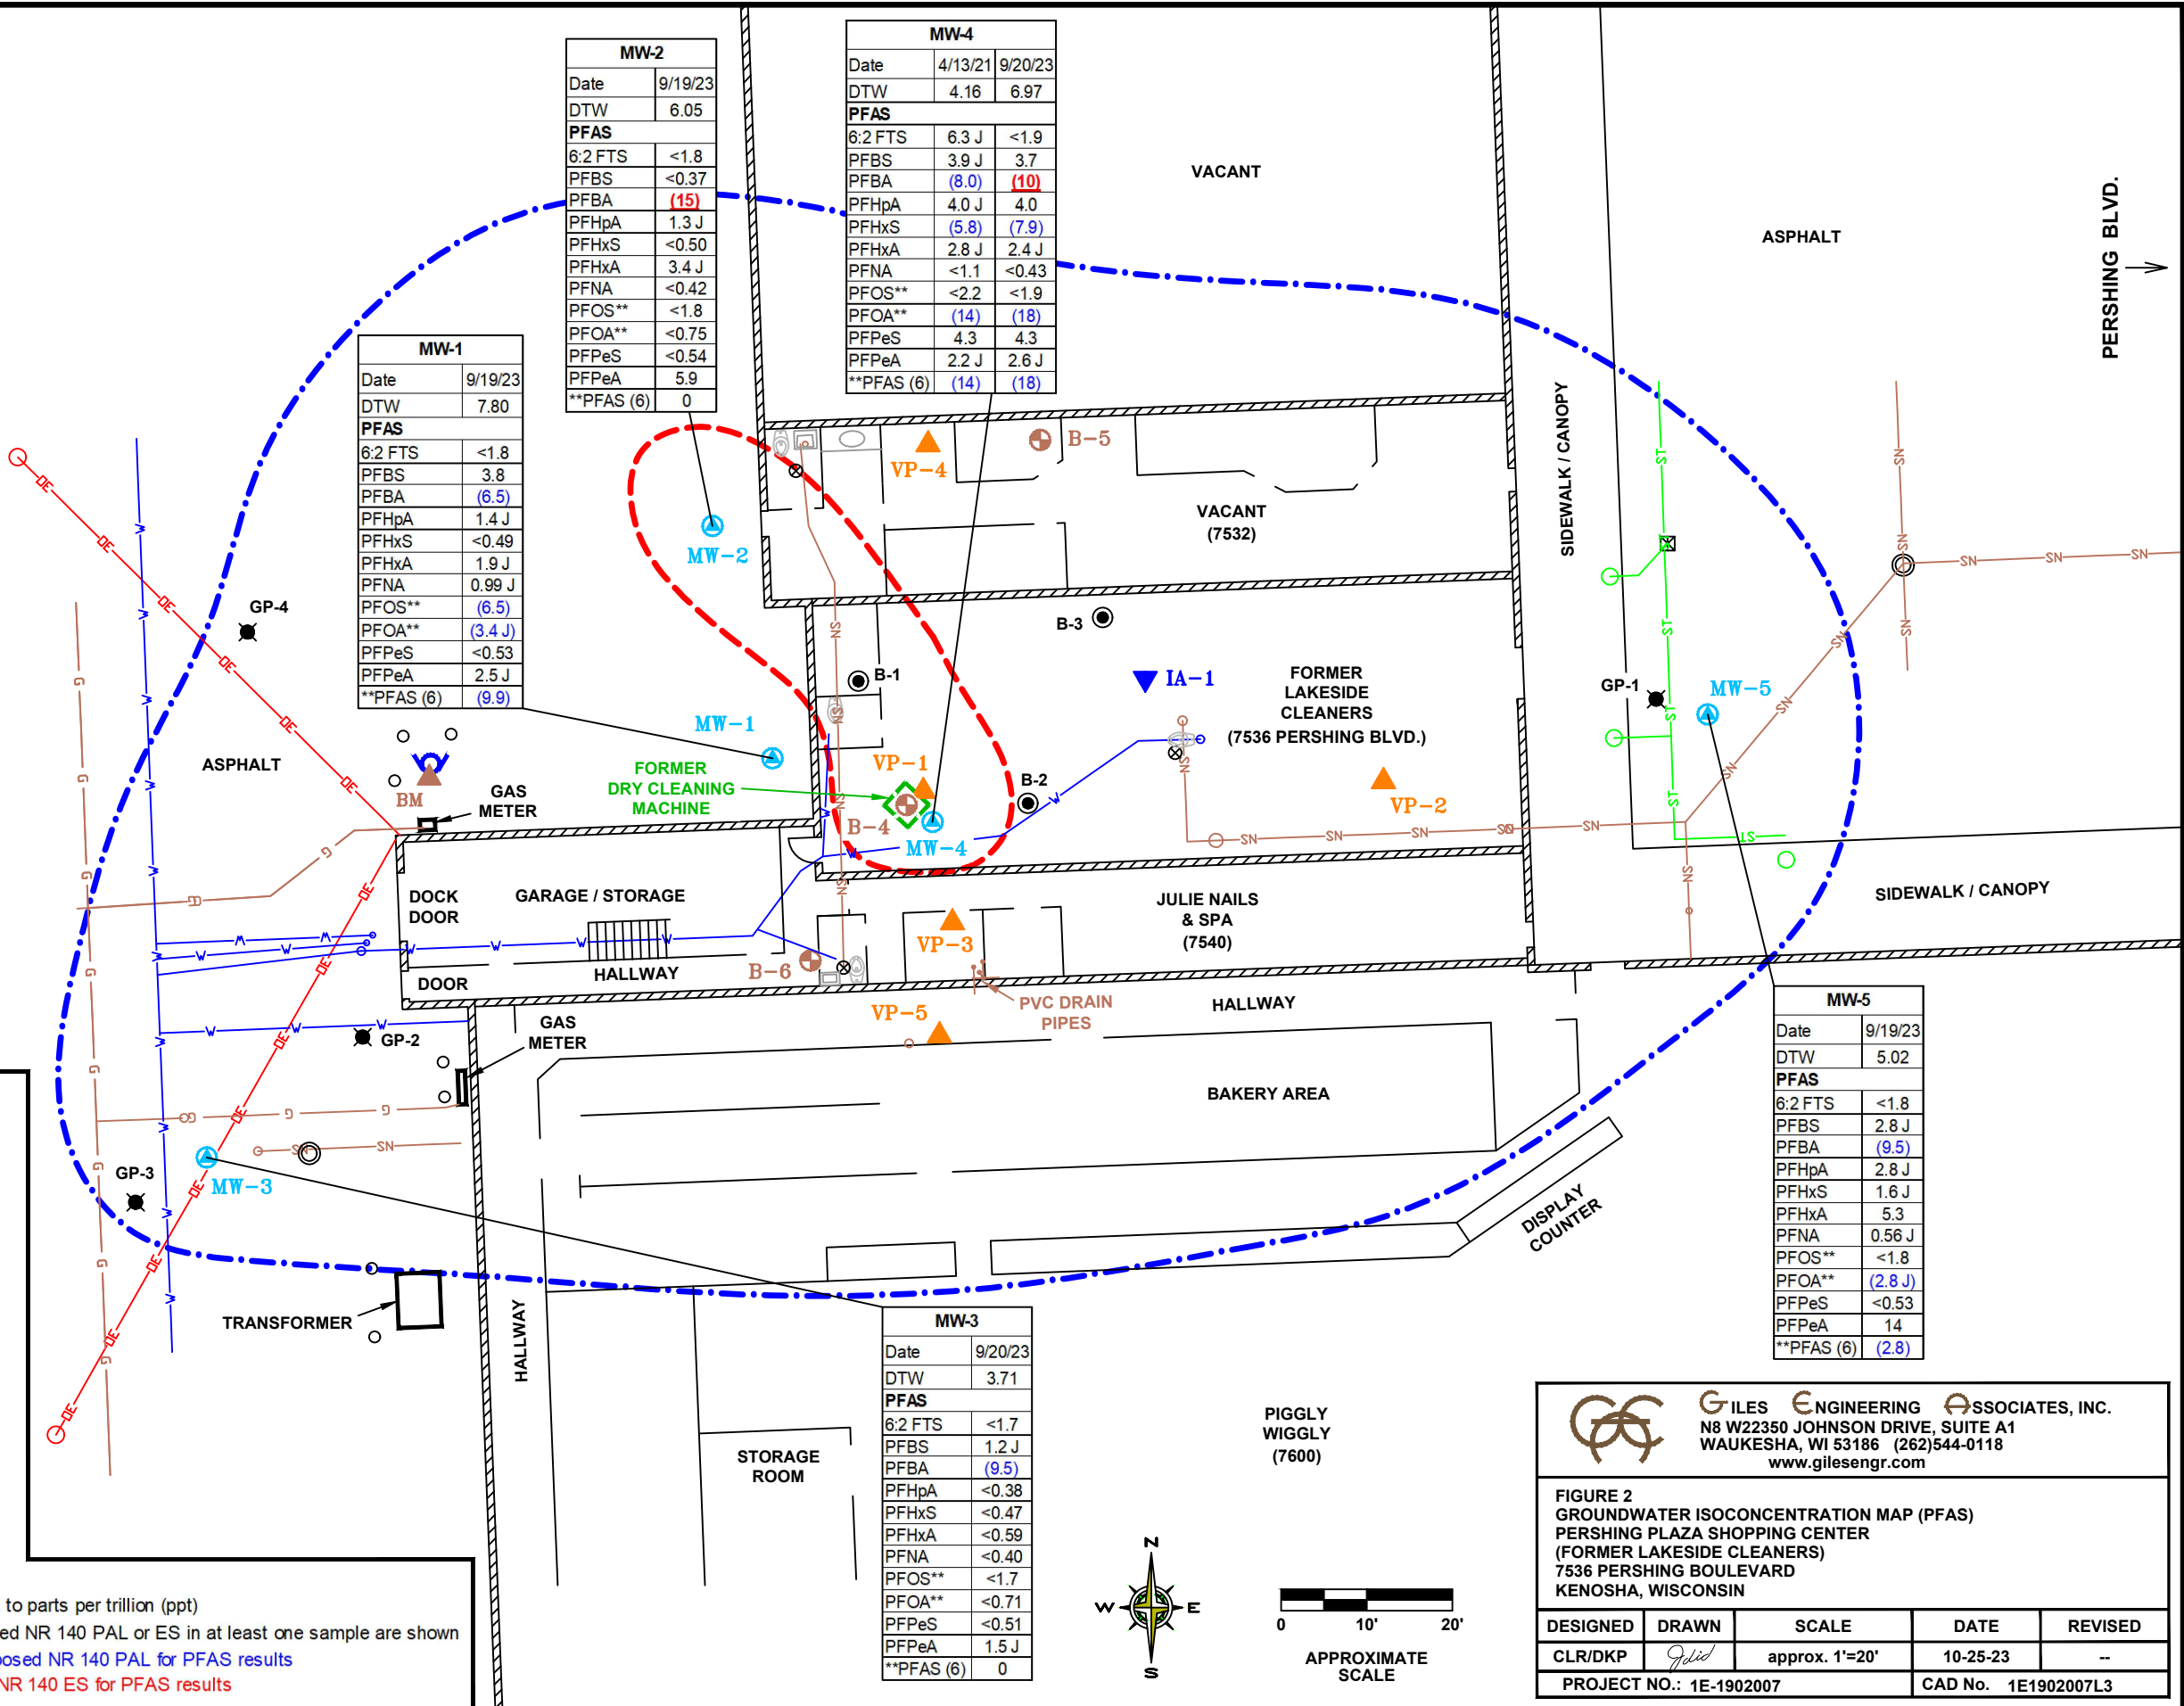 MW-2
Date 9/19/23
DTW 6.05
PFAS
6:2 FTS <1.8
PFBS <0.37
PFBA (15)
PFHpA 1.3 J
PFHxS <0.50
PFHxA 3.4 J
PFNA <0.42
PFOS** <1.8
PFOA** <0.75
PFPeS <0.54
PFPeA 5.9
**PFAS (6) 0
MW-4
Date 4/13/21 9/20/23
DTW 4.16 6.97
PFAS
6:2 FTS 6.3 J <1.9
PFBS 3.9 J 3.7
PFBA (8.0) (10)
PFHpA 4.0 J 4.0
PFHxS (5.8) (7.9)
PFHxA 2.8 J 2.4 J
PFNA <1.1 <0.43
PFOS** <2.2 <1.9
PFOA** (14) (18)
PFPeS 4.3 4.3
PFPeA 2.2 J 2.6 J
**PFAS (6) (14) (18)
MW-1
Date 9/19/23
DTW 7.80
PFAS
6:2 FTS <1.8
PFBS 3.8
PFBA (6.5)
PFHpA 1.4 J
PFHxS <0.49
PFHxA 1.9 J
PFNA 0.99 J
PFOS** (6.5)
PFOA** (3.4 J)
PFPeS <0.53
PFPeA 2.5 J
**PFAS (6) (9.9)
VACANT
ASPHALT
PERSHING BLVD.
SIDEWALK / CANOPY
VP-4
B-5
VACANT
(7532)
MW-2
GP-4
B-3
B-1
IA-1
FORMER
LAKESIDE
CLEANERS
(7536 PERSHING BLVD.)
GP-1
MW-5
MW-1
ASPHALT
BM
GAS
METER
FORMER
DRY CLEANING
MACHINE
VP-1
B-2
VP-2
B-4
MW-4
DOCK
DOOR
GARAGE / STORAGE
JULIE NAILS
& SPA
(7540)
SIDEWALK / CANOPY
VP-3
B-6
HALLWAY
DOOR
PVC DRAIN
PIPES
HALLWAY
VP-5
GAS
METER
GP-2
BAKERY AREA
GP-3
MW-3
DISPLAY
COUNTER
TRANSFORMER
HALLWAY
STORAGE
ROOM
PIGGLY
WIGGLY
(7600)
MW-5
Date 9/19/23
DTW 5.02
PFAS
6:2 FTS <1.8
PFBS 2.8 J
PFBA (9.5)
PFHpA 2.8 J
PFHxS 1.6 J
PFHxA 5.3
PFNA 0.56 J
PFOS** <1.8
PFOA** (2.8 J)
PFPeS <0.53
PFPeA 14
**PFAS (6) (2.8)
MW-3
Date 9/20/23
DTW 3.71
PFAS
6:2 FTS <1.7
PFBS 1.2 J
PFBA (9.5)
PFHpA <0.38
PFHxS <0.47
PFHxA <0.59
PFNA <0.40
PFOS** <1.7
PFOA** <0.71
PFPeS <0.51
PFPeA 1.5 J
**PFAS (6) 0
to parts per trillion (ppt)
ed NR 140 PAL or ES in at least one sample are shown
posed NR 140 PAL for PFAS results
NR 140 ES for PFAS results
N
W E
S
0 10' 20'
APPROXIMATE
SCALE
GILES ENGINEERING ASSOCIATES, INC.
N8 W22350 JOHNSON DRIVE, SUITE A1
WAUKESHA, WI 53186 (262)544-0118
www.gilesengr.com
FIGURE 2
GROUNDWATER ISOCONCENTRATION MAP (PFAS)
PERSHING PLAZA SHOPPING CENTER
(FORMER LAKESIDE CLEANERS)
7536 PERSHING BOULEVARD
KENOSHA, WISCONSIN
DESIGNED DRAWN SCALE DATE REVISED
CLR/DKP approx. 1'=20' 10-25-23 --
PROJECT NO.: 1E-1902007 CAD No. 1E1902007L3